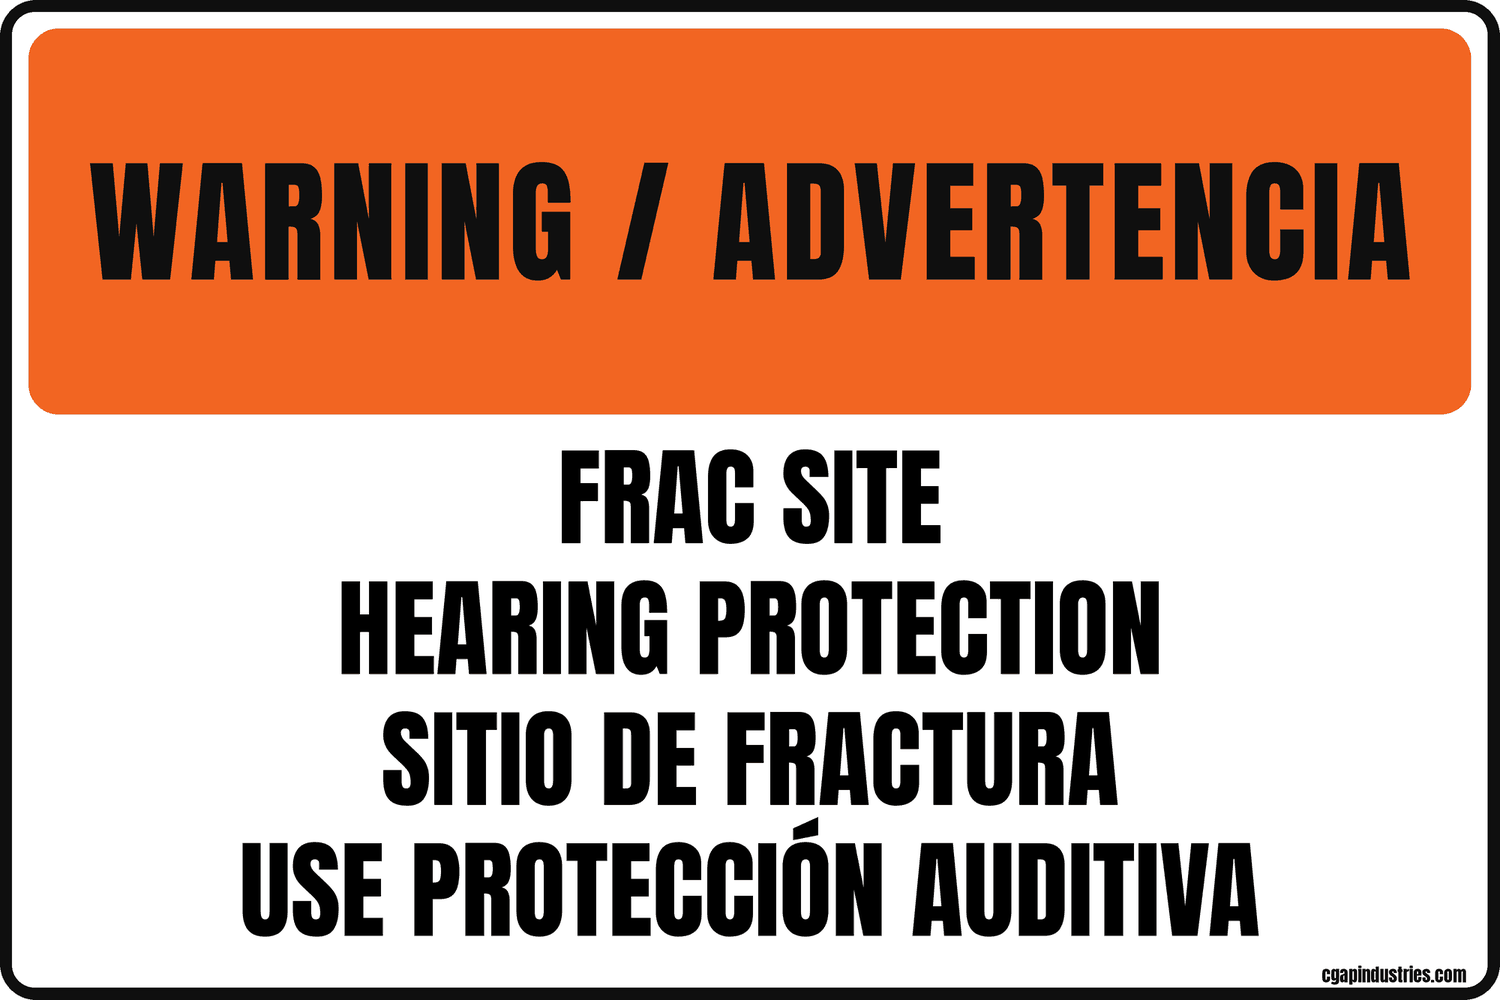 WARNING / ADVERTENCIA
FRAC SITE
HEARING PROTECTION
SITIO DE FRACTURA
USE PROTECCIÓN AUDITIVA
cgapindustries.com